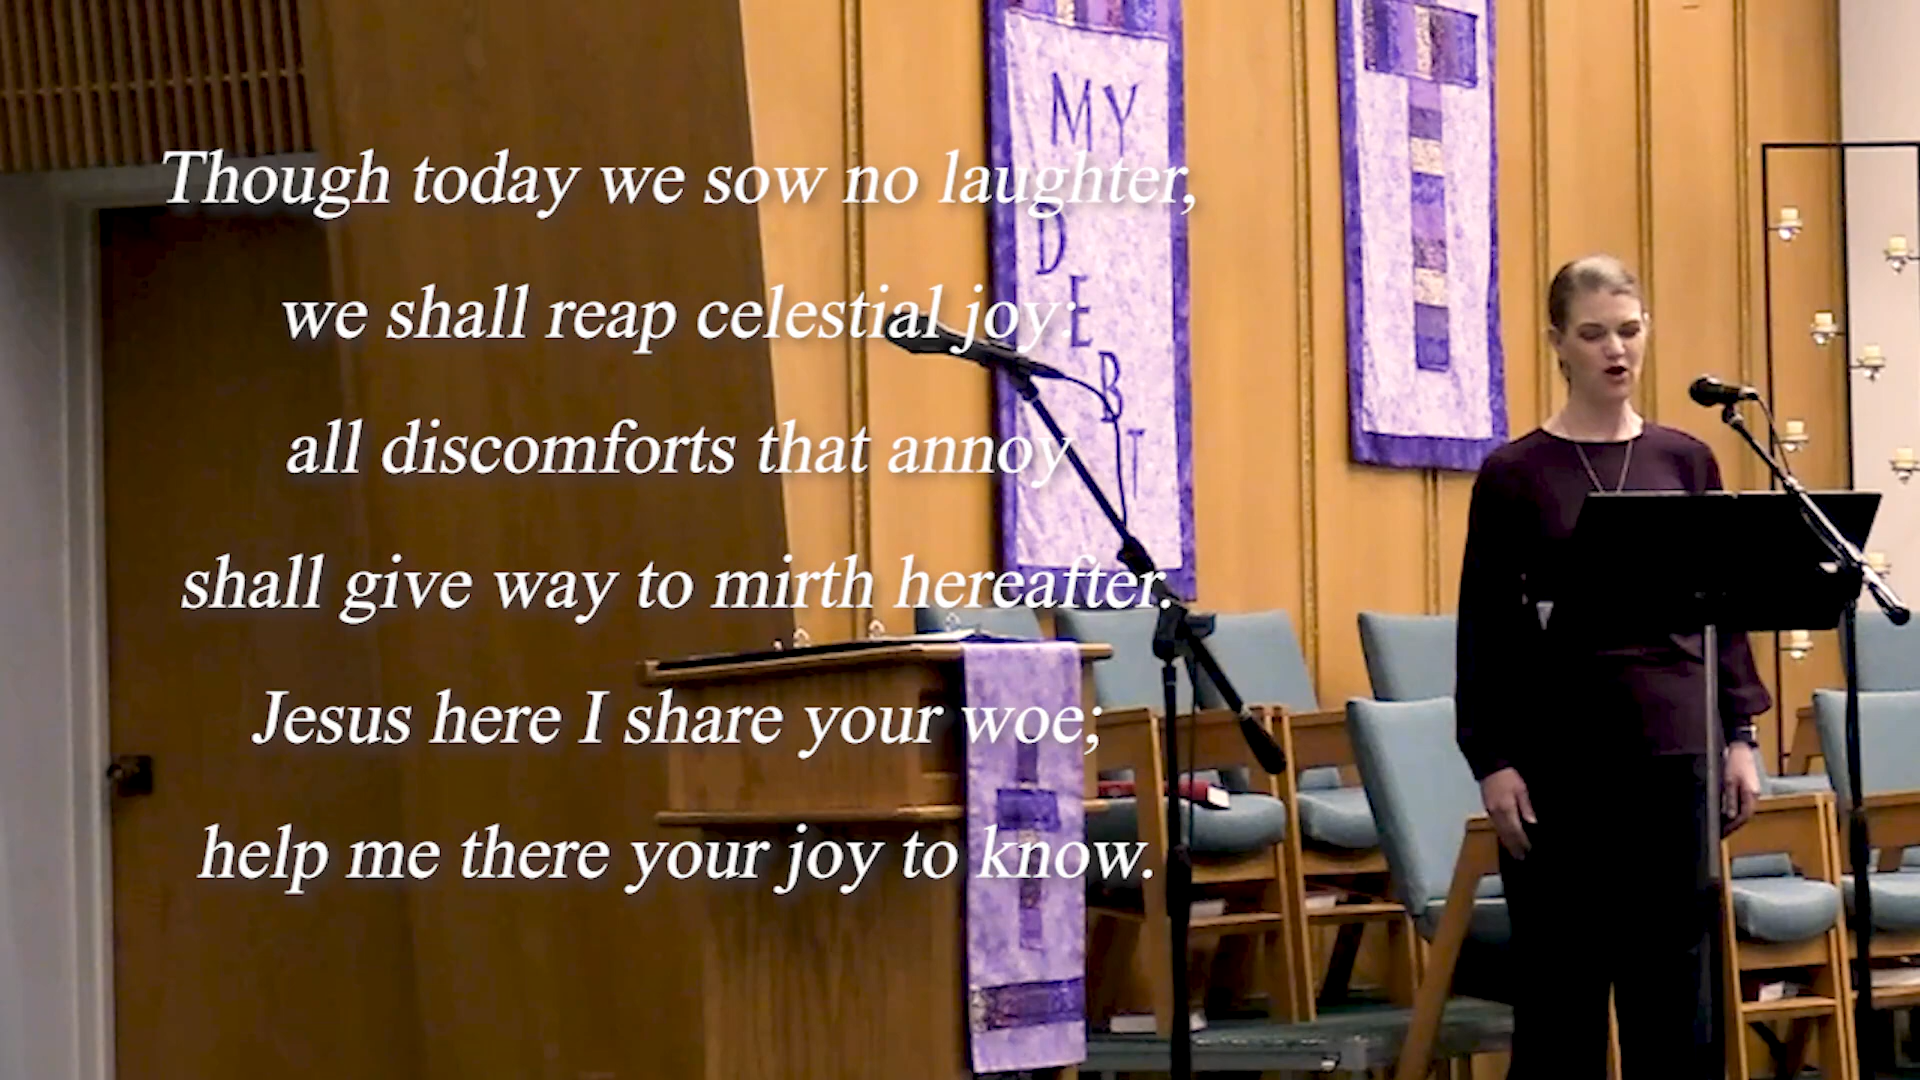 MY
DEBT
Though today we sow no laughter,
we shall reap celestial joy:
all discomforts that annoy
shall give way to mirth hereafter.
Jesus here I share your woe;
help me there your joy to know.